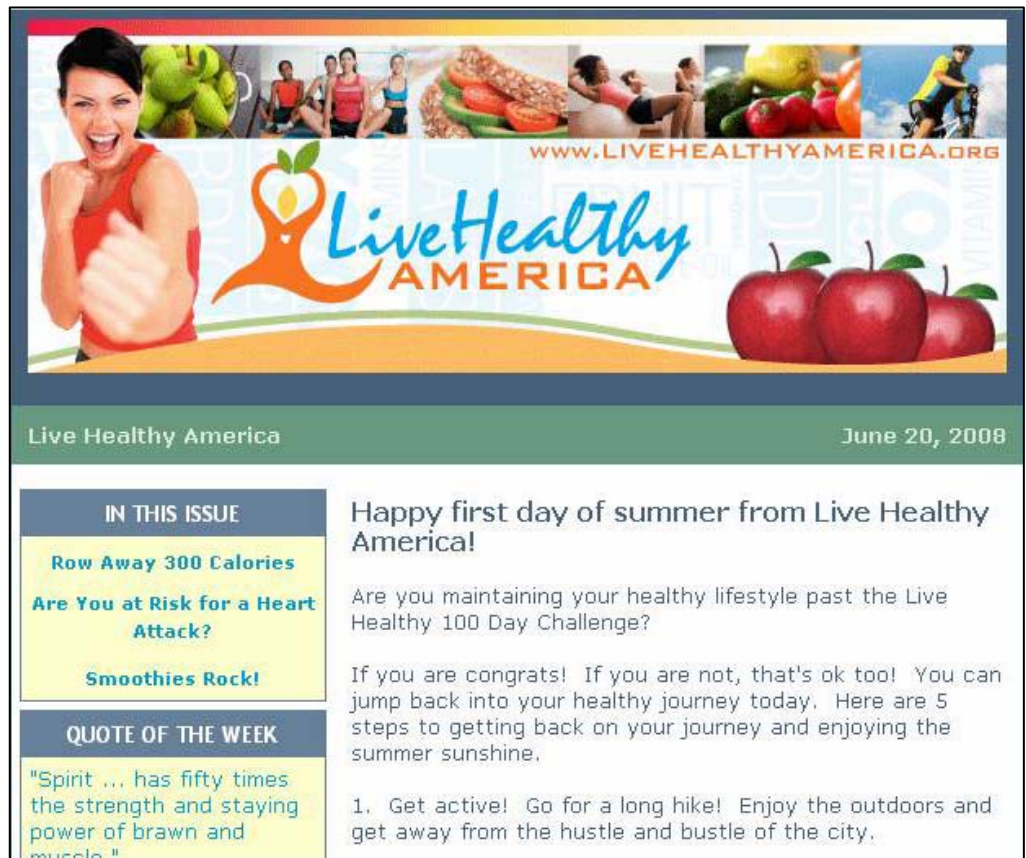 www.LIVEHEALTHYAMERICA.ORG
LiveHealthy
AMERICA
Live Healthy America
June 20, 2008
IN THIS ISSUE
Row Away 300 Calories
Are You at Risk for a Heart
Attack?
Smoothies Rock!
QUOTE OF THE WEEK
"Spirit ... has fifty times
the strength and staying
power of brawn and
muscle."
Happy first day of summer from Live Healthy
America!
Are you maintaining your healthy lifestyle past the Live
Healthy 100 Day Challenge?
If you are congrats!  If you are not, that's ok too!  You can
jump back into your healthy journey today.  Here are 5
steps to getting back on your journey and enjoying the
summer sunshine.
1.  Get active!  Go for a long hike!  Enjoy the outdoors and
get away from the hustle and bustle of the city.